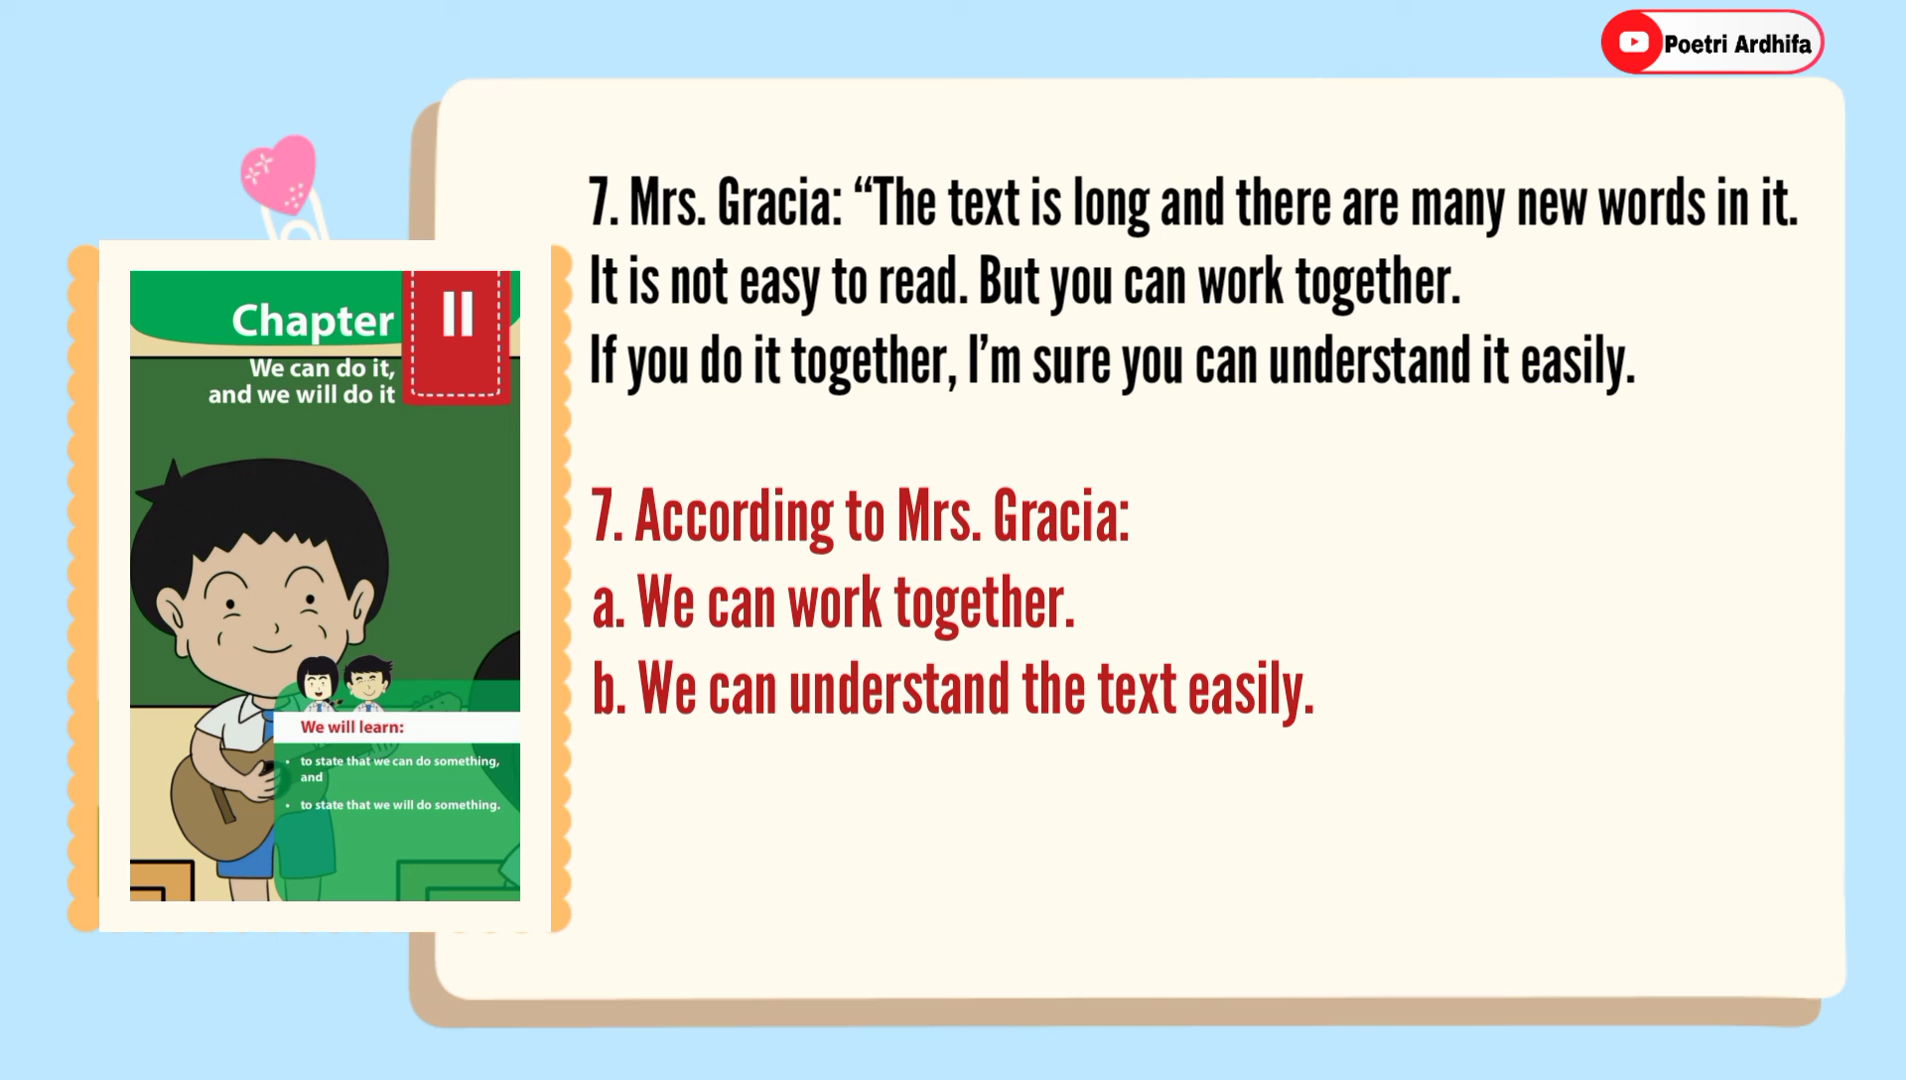 Poetri Ardhifa
7. Mrs. Gracia: “The text is long and there are many new words in it.
It is not easy to read. But you can work together.
If you do it together, I’m sure you can understand it easily.
7. According to Mrs. Gracia:
a. We can work together.
b. We can understand the text easily.
Chapter
II
We can do it,
and we will do it
We will learn:
• to state that we can do something,
and
• to state that we will do something.